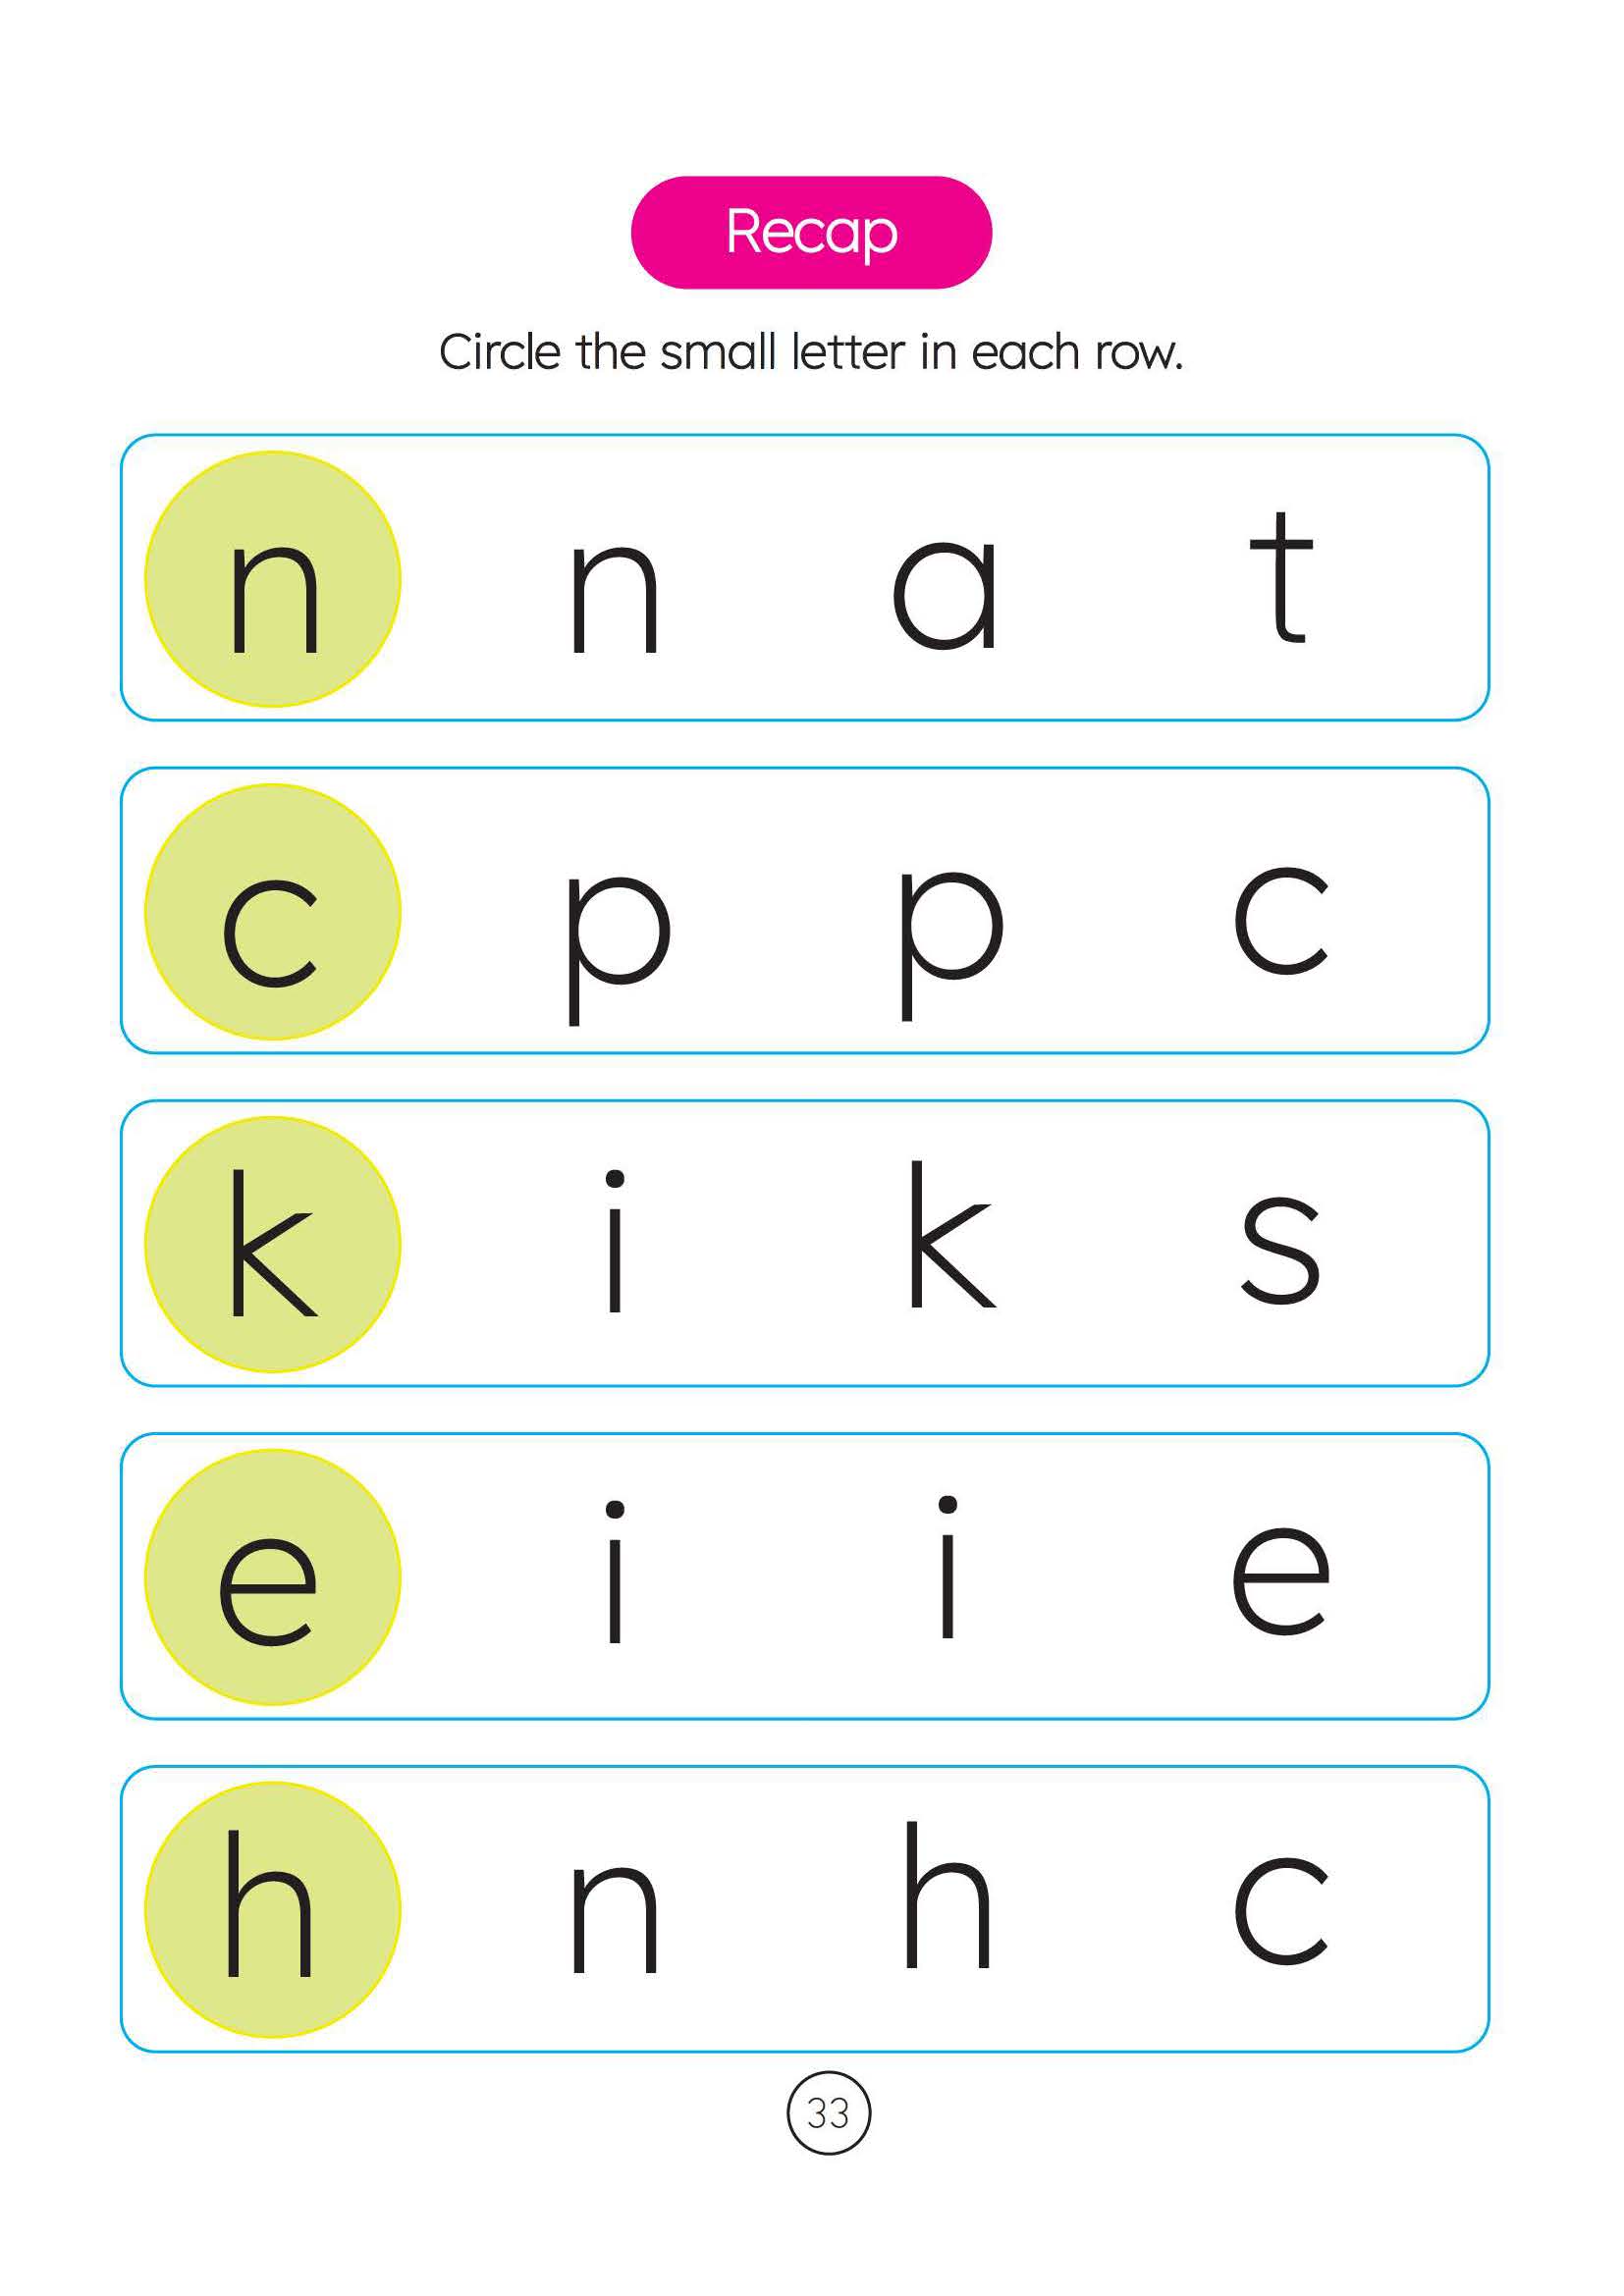 Recap
Circle the small letter in each row.
n n a t
c p p c
k i k s
e i i e
h n h c
33